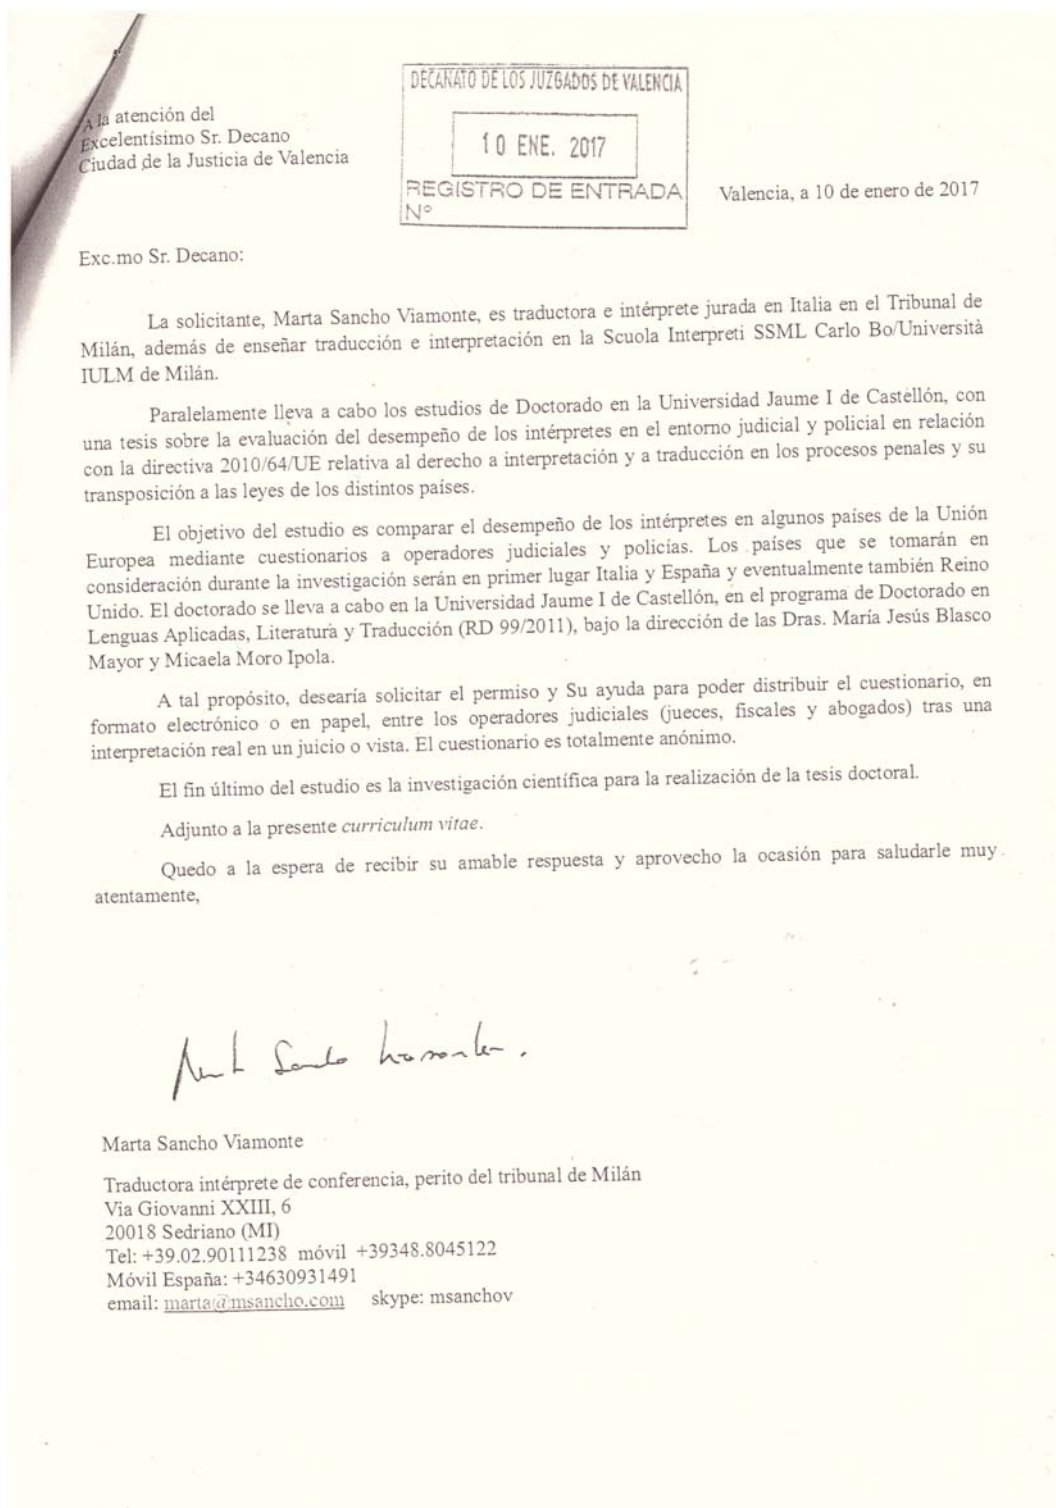 A la atención del
Excelentísimo Sr. Decano
Ciudad de la Justicia de Valencia
DECANATO DE LOS JUZGADOS DE VALENCIA
10 ENE. 2017
REGISTRO DE ENTRADA
Nº
Valencia, a 10 de enero de 2017
Exc.mo Sr. Decano:
La solicitante, Marta Sancho Viamonte, es traductora e intérprete jurada en Italia en el Tribunal de
Milán, además de enseñar traducción e interpretación en la Scuola Interpreti SSML Carlo Bo/Università
IULM de Milán.
Paralelamente lleva a cabo los estudios de Doctorado en la Universidad Jaume I de Castellón, con
una tesis sobre la evaluación del desempeño de los intérpretes en el entorno judicial y policial en relación
con la directiva 2010/64/UE relativa al derecho a interpretación y a traducción en los procesos penales y su
transposición a las leyes de los distintos países.
El objetivo del estudio es comparar el desempeño de los intérpretes en algunos países de la Unión
Europea mediante cuestionarios a operadores judiciales y policías. Los países que se tomarán en
consideración durante la investigación serán en primer lugar Italia y España y eventualmente también Reino
Unido. El doctorado se lleva a cabo en la Universidad Jaume I de Castellón, en el programa de Doctorado en
Lenguas Aplicadas, Literatura y Traducción (RD 99/2011), bajo la dirección de las Dras. María Jesús Blasco
Mayor y Micaela Moro Ipola.
A tal propósito, desearía solicitar el permiso y Su ayuda para poder distribuir el cuestionario, en
formato electrónico o en papel, entre los operadores judiciales (jueces, fiscales y abogados) tras una
interpretación real en un juicio o vista. El cuestionario es totalmente anónimo.
El fin último del estudio es la investigación científica para la realización de la tesis doctoral.
Adjunto a la presente curriculum vitae.
Quedo a la espera de recibir su amable respuesta y aprovecho la ocasión para saludarle muy
atentamente,
Marta Sancho Viamonte
Traductora intérprete de conferencia, perito del tribunal de Milán
Via Giovanni XXIII, 6
20018 Sedriano (MI)
Tel: +39.02.90111238 móvil +39348.8045122
Móvil España: +34630931491
email: marta@msancho.com skype: msanchov